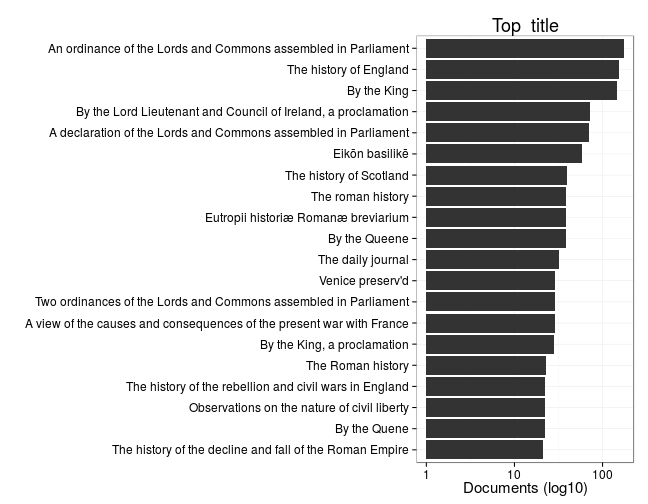 Top title
An ordinance of the Lords and Commons assembled in Parliament
The history of England
By the King
By the Lord Lieutenant and Council of Ireland, a proclamation
A declaration of the Lords and Commons assembled in Parliament
Eikōn basilikē
The history of Scotland
The roman history
Eutropii historiæ Romanæ breviarium
By the Queene
The daily journal
Venice preserv'd
Two ordinances of the Lords and Commons assembled in Parliament
A view of the causes and consequences of the present war with France
By the King, a proclamation
The Roman history
The history of the rebellion and civil wars in England
Observations on the nature of civil liberty
By the Quene
The history of the decline and fall of the Roman Empire
1 10 100
Documents (log10)